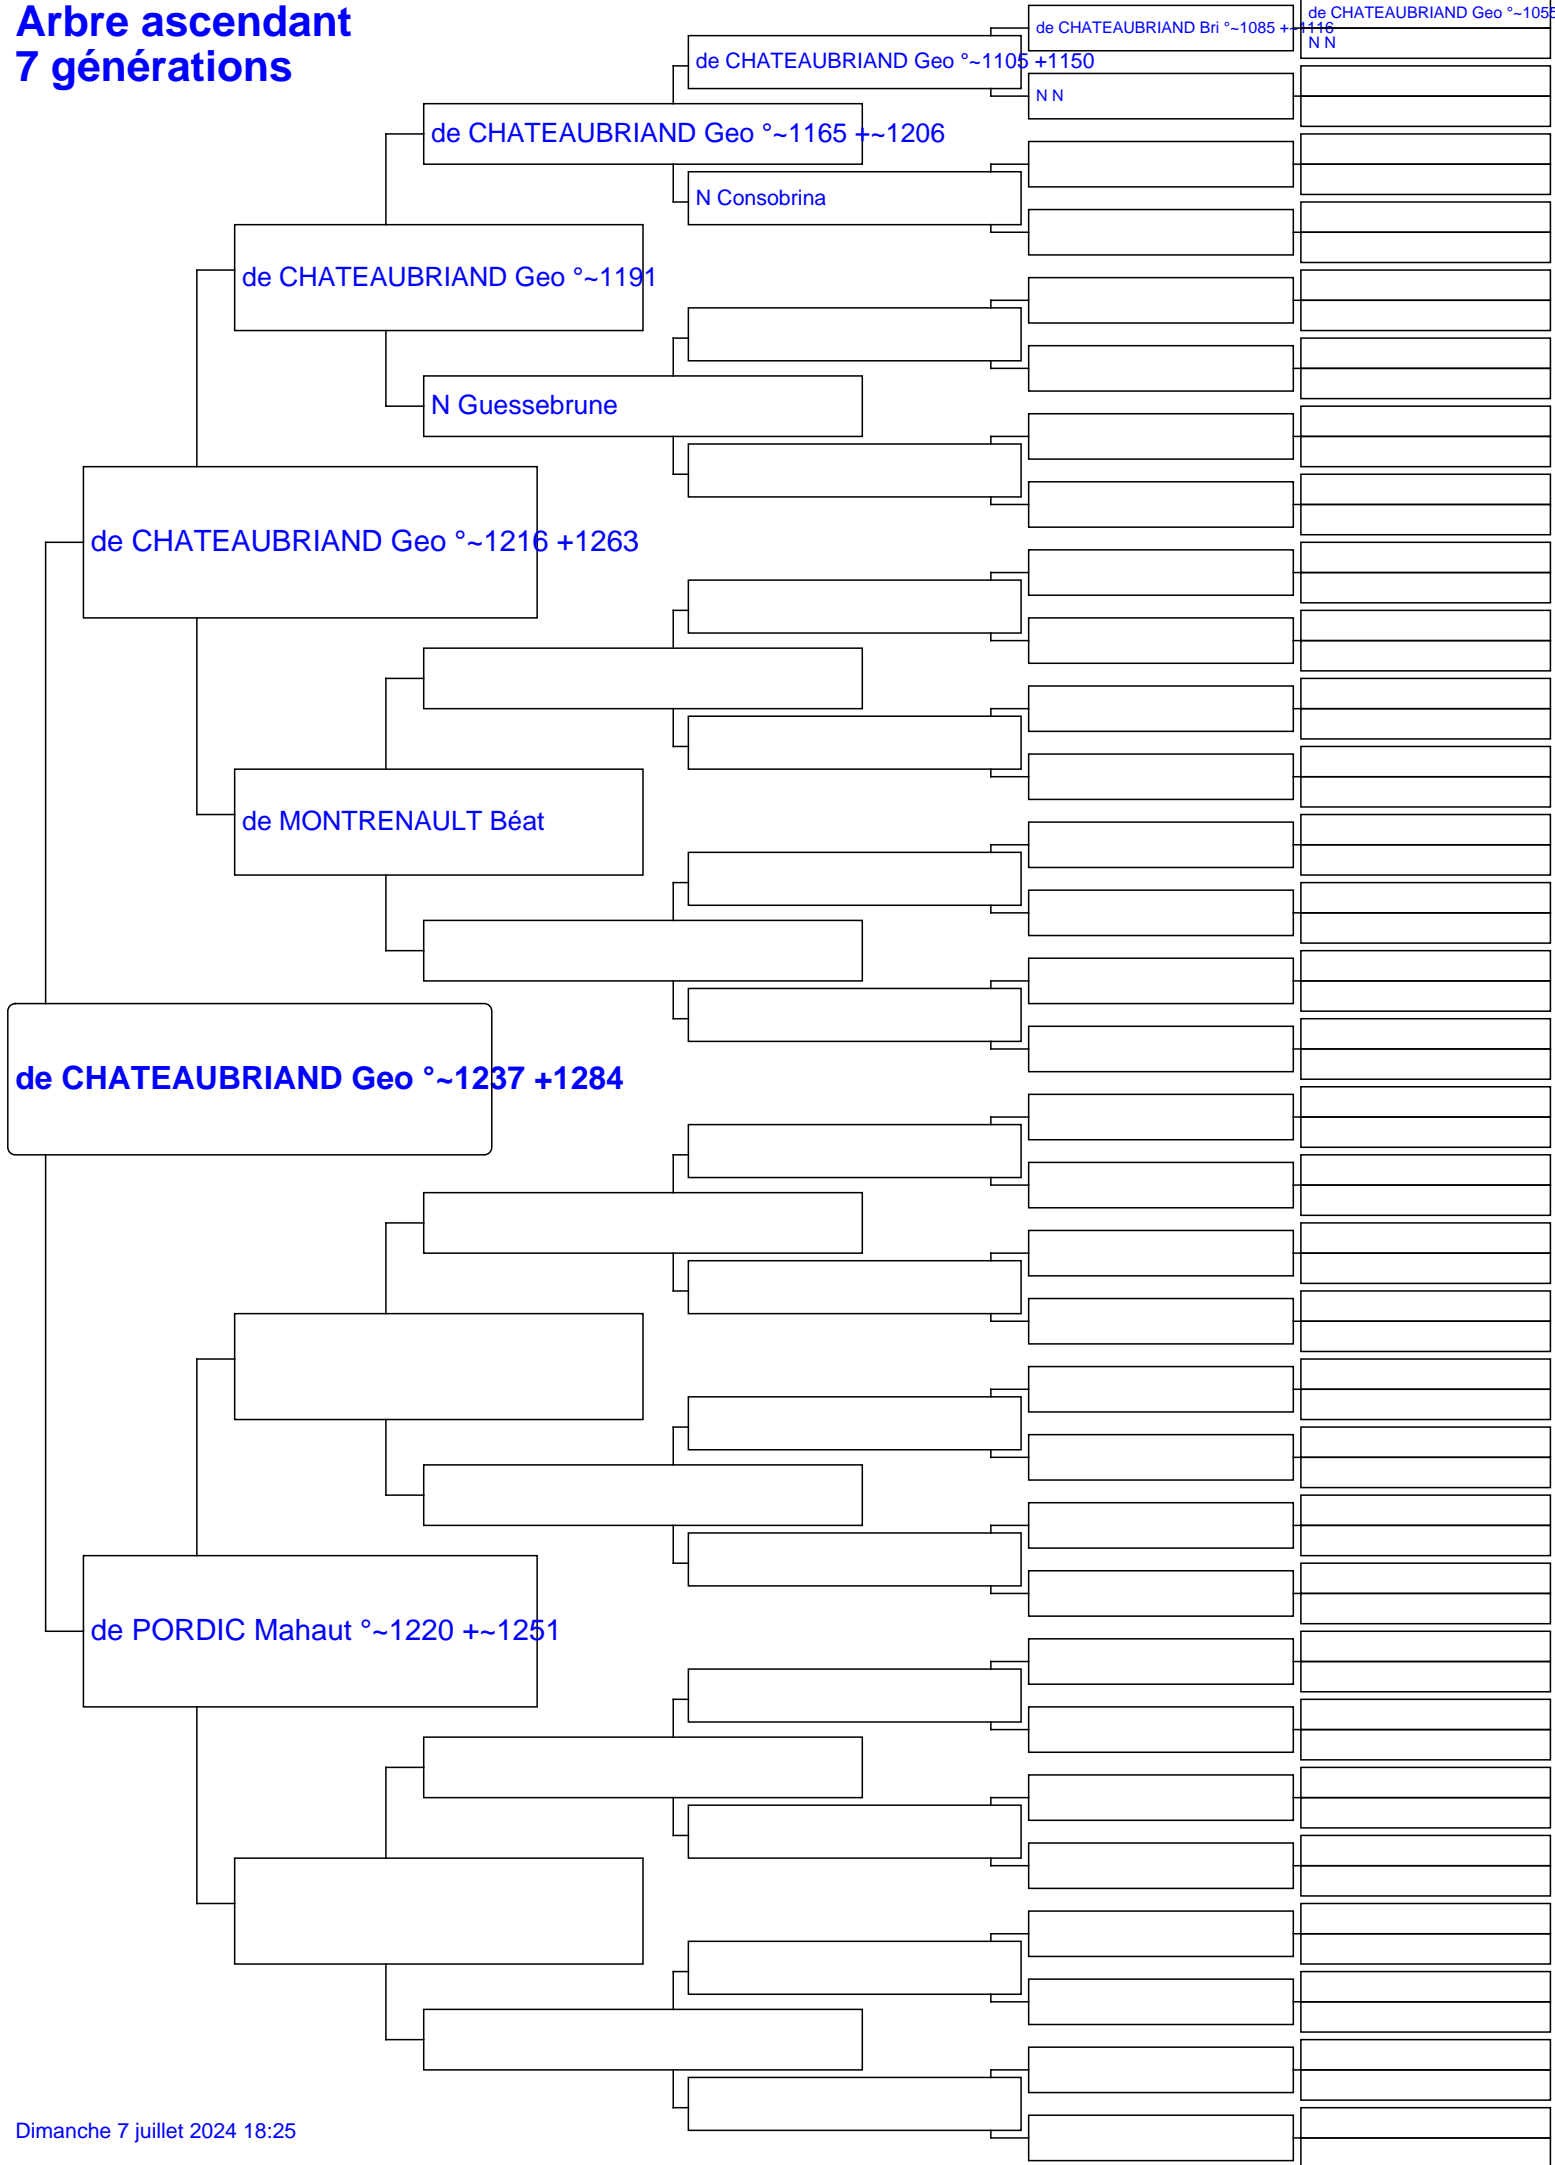 Arbre ascendant
7 générations
de CHATEAUBRIAND Geo °~1055
de CHATEAUBRIAND Bri °~1085 +~1116
N N
de CHATEAUBRIAND Geo °~1105 +1150
N N
de CHATEAUBRIAND Geo °~1165 +~1206
N Consobrina
de CHATEAUBRIAND Geo °~1191
N Guessebrune
de CHATEAUBRIAND Geo °~1216 +1263
de MONTRENAULT Béat
de CHATEAUBRIAND Geo °~1237 +1284
de PORDIC Mahaut °~1220 +~1251
Dimanche 7 juillet 2024 18:25